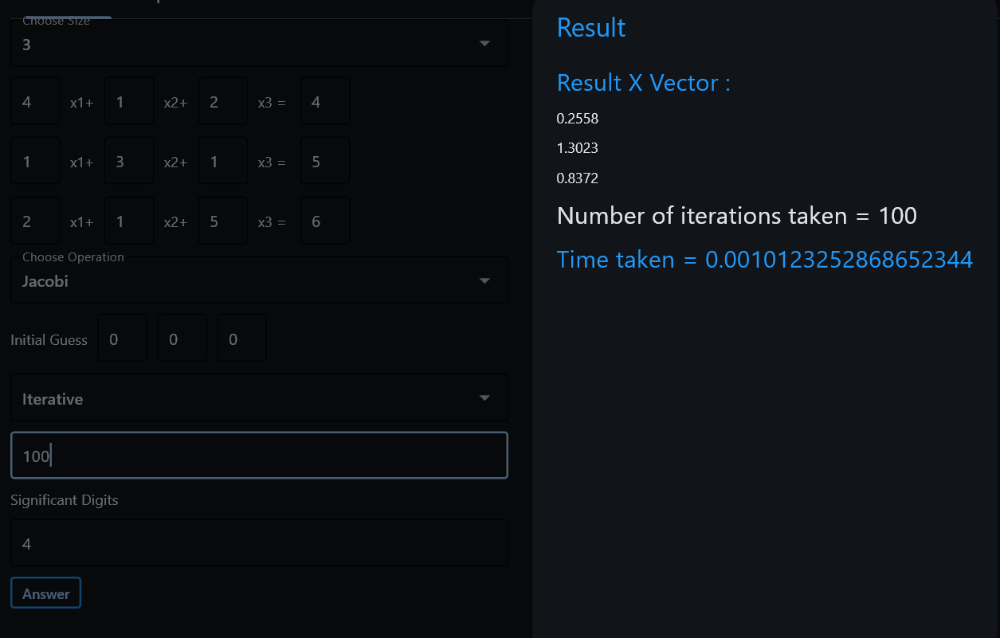 Choose Size
3
4 x1+ 1 x2+ 2 x3 = 4
1 x1+ 3 x2+ 1 x3 = 5
2 x1+ 1 x2+ 5 x3 = 6
Choose Operation
Jacobi
Initial Guess 0 0 0
Iterative
100
Significant Digits
4
Answer
Result
Result X Vector :
0.2558
1.3023
0.8372
Number of iterations taken = 100
Time taken = 0.0010123252868652344